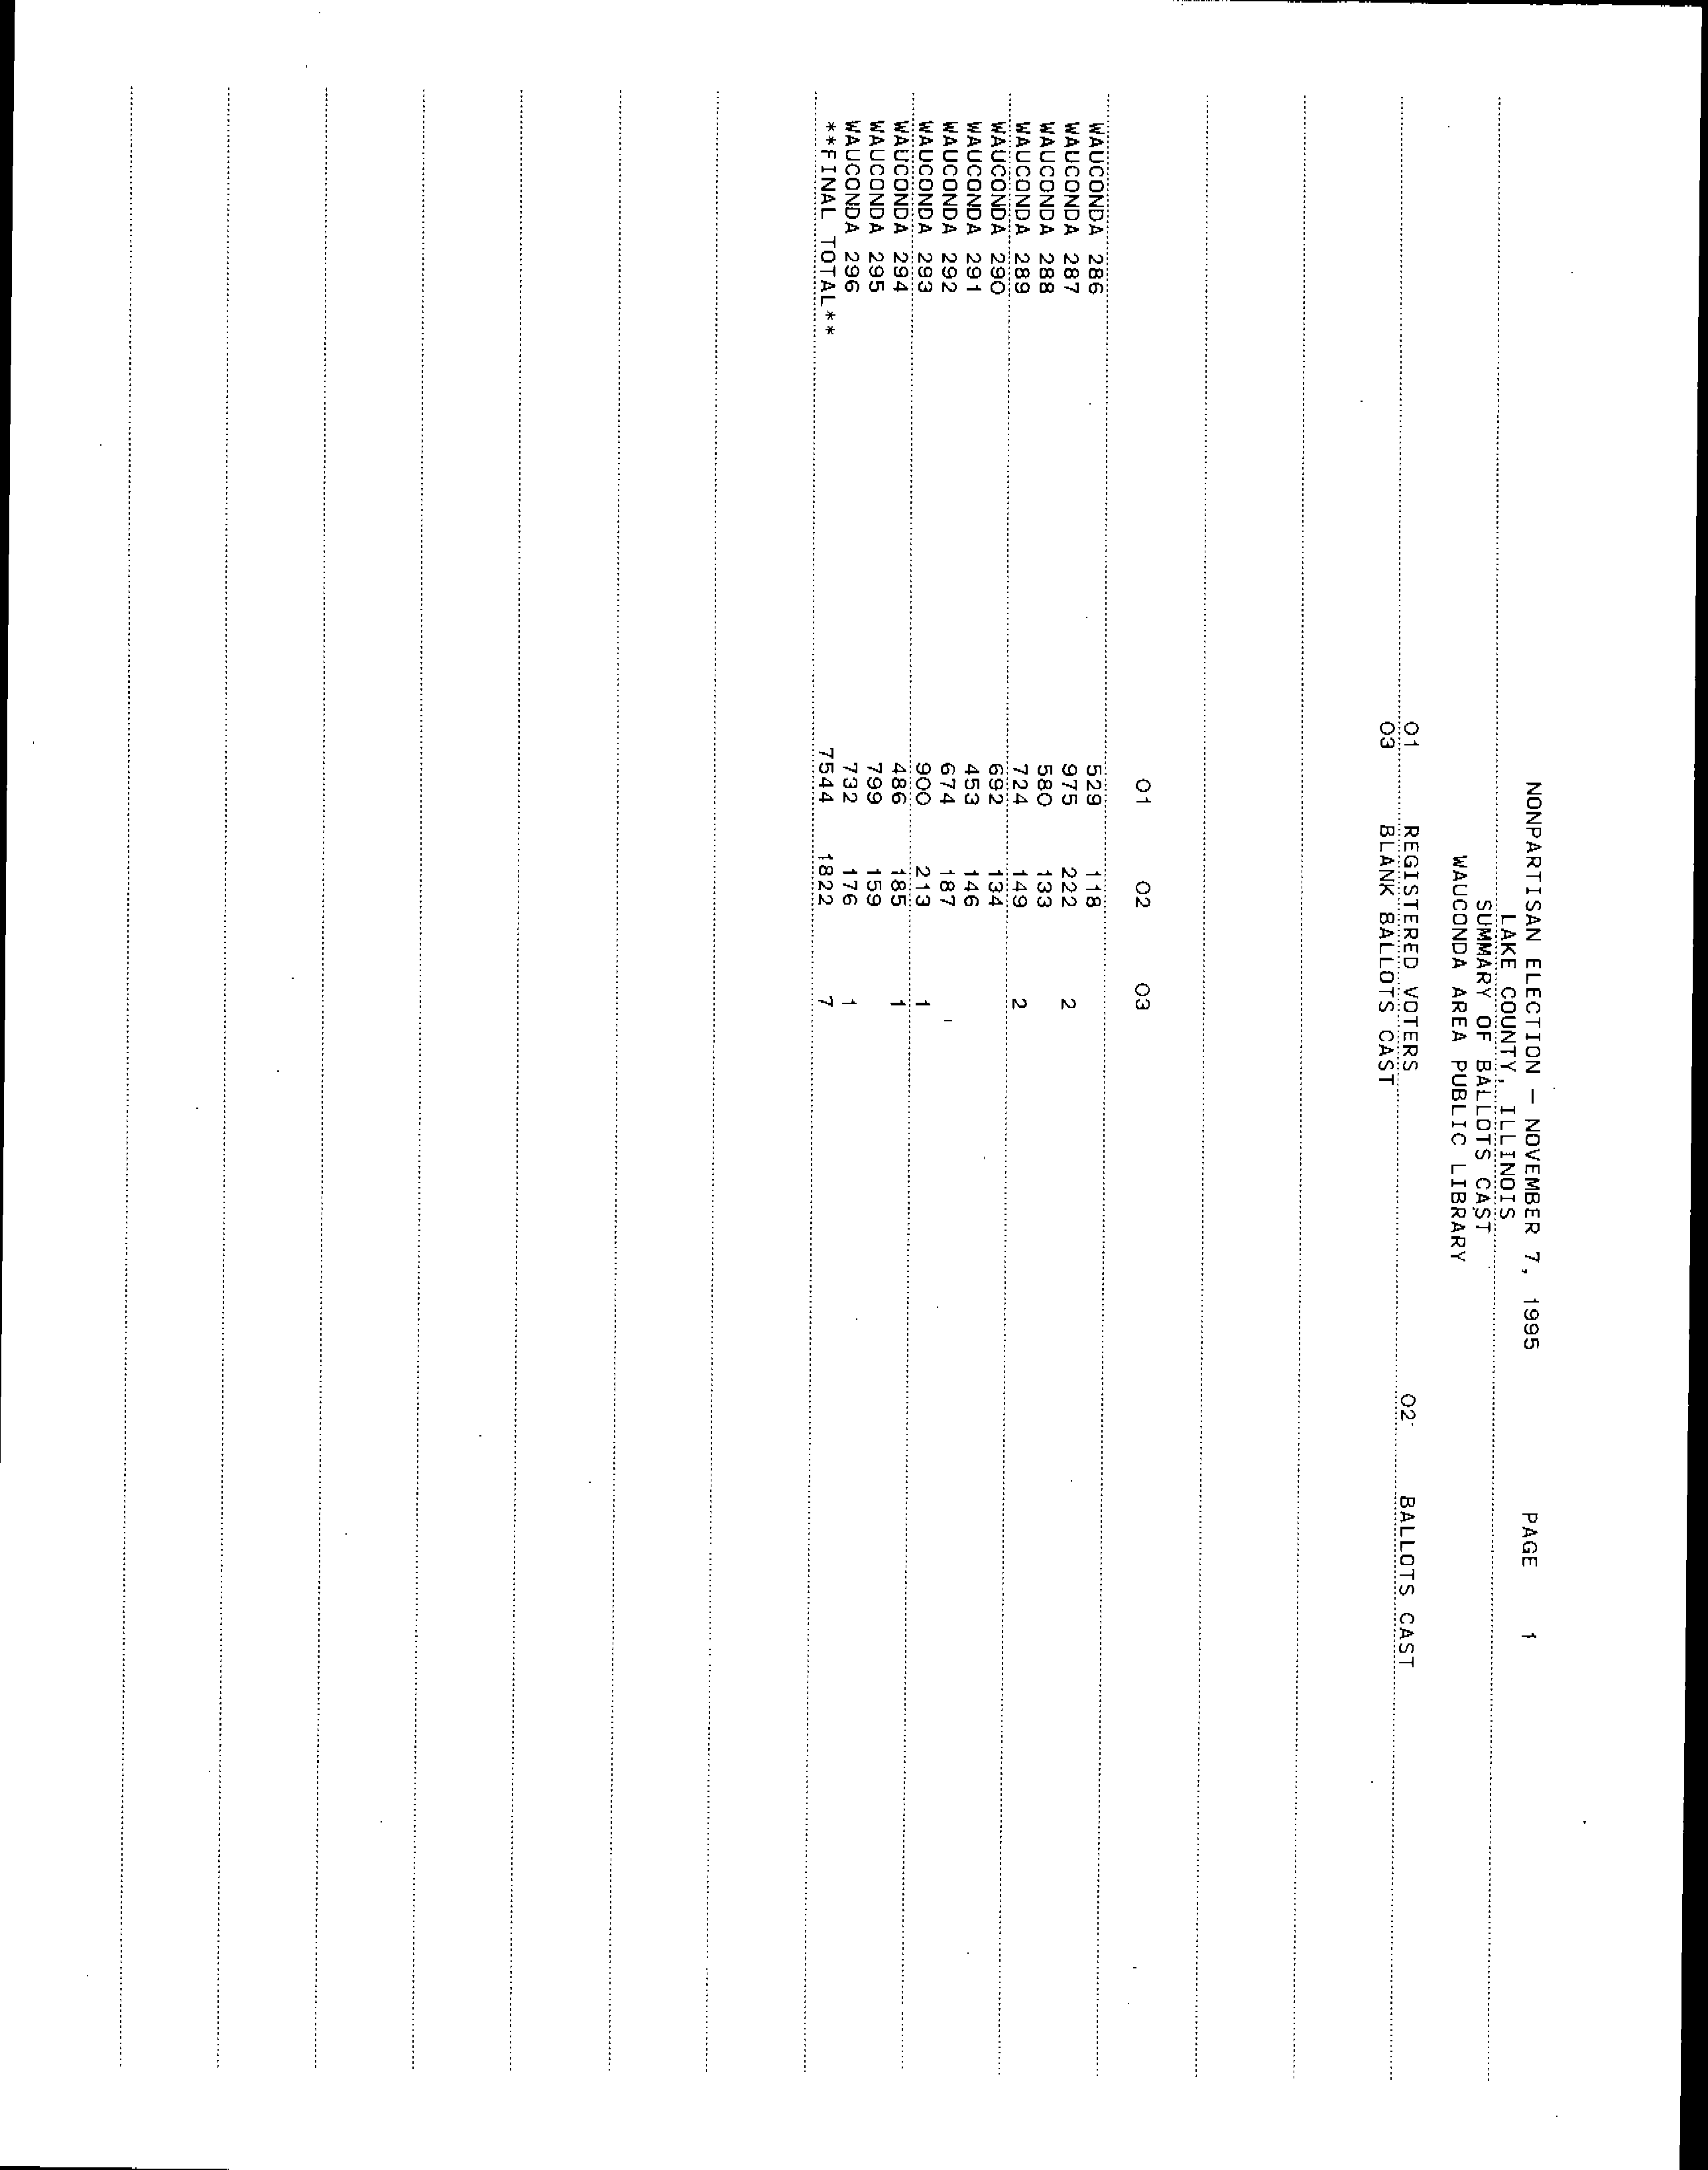 NONPARTISAN ELECTION — NOVEMBER 7, 1995 PAGE 1
LAKE COUNTY, ILLINOIS
SUMMARY OF BALLOTS CAST
WAUCONDA AREA PUBLIC LIBRARY
01 REGISTERED VOTERS 02 BALLOTS CAST
03 BLANK BALLOTS CAST
01 02 03
WAUCONDA 286 529 118
WAUCONDA 287 975 222 2
WAUCONDA 288 580 133
WAUCONDA 289 724 149 2
WAUCONDA 290 692 134
WAUCONDA 291 453 146
WAUCONDA 292 674 187
WAUCONDA 293 900 213 1
WAUCONDA 294 486 185 1
WAUCONDA 295 799 159
WAUCONDA 296 732 176 1
**FINAL TOTAL** 7544 1822 7